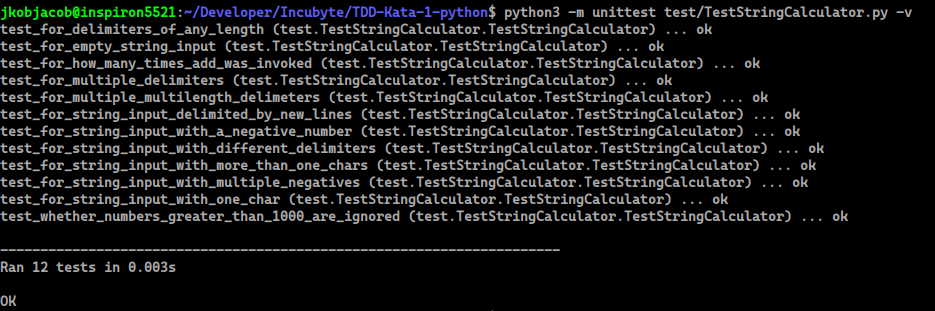 jkobjacob@inspiron5521:~/Developer/Incubyte/TDD-Kata-1-python$ python3 -m unittest test/TestStringCalculator.py -v
test_for_delimiters_of_any_length (test.TestStringCalculator.TestStringCalculator) ... ok
test_for_empty_string_input (test.TestStringCalculator.TestStringCalculator) ... ok
test_for_how_many_times_add_was_invoked (test.TestStringCalculator.TestStringCalculator) ... ok
test_for_multiple_delimiters (test.TestStringCalculator.TestStringCalculator) ... ok
test_for_multiple_multilength_delimeters (test.TestStringCalculator.TestStringCalculator) ... ok
test_for_string_input_delimited_by_new_lines (test.TestStringCalculator.TestStringCalculator) ... ok
test_for_string_input_with_a_negative_number (test.TestStringCalculator.TestStringCalculator) ... ok
test_for_string_input_with_different_delimiters (test.TestStringCalculator.TestStringCalculator) ... ok
test_for_string_input_with_more_than_one_chars (test.TestStringCalculator.TestStringCalculator) ... ok
test_for_string_input_with_multiple_negatives (test.TestStringCalculator.TestStringCalculator) ... ok
test_for_string_input_with_one_char (test.TestStringCalculator.TestStringCalculator) ... ok
test_whether_numbers_greater_than_1000_are_ignored (test.TestStringCalculator.TestStringCalculator) ... ok
----------------------------------------------------------------------
Ran 12 tests in 0.003s
OK